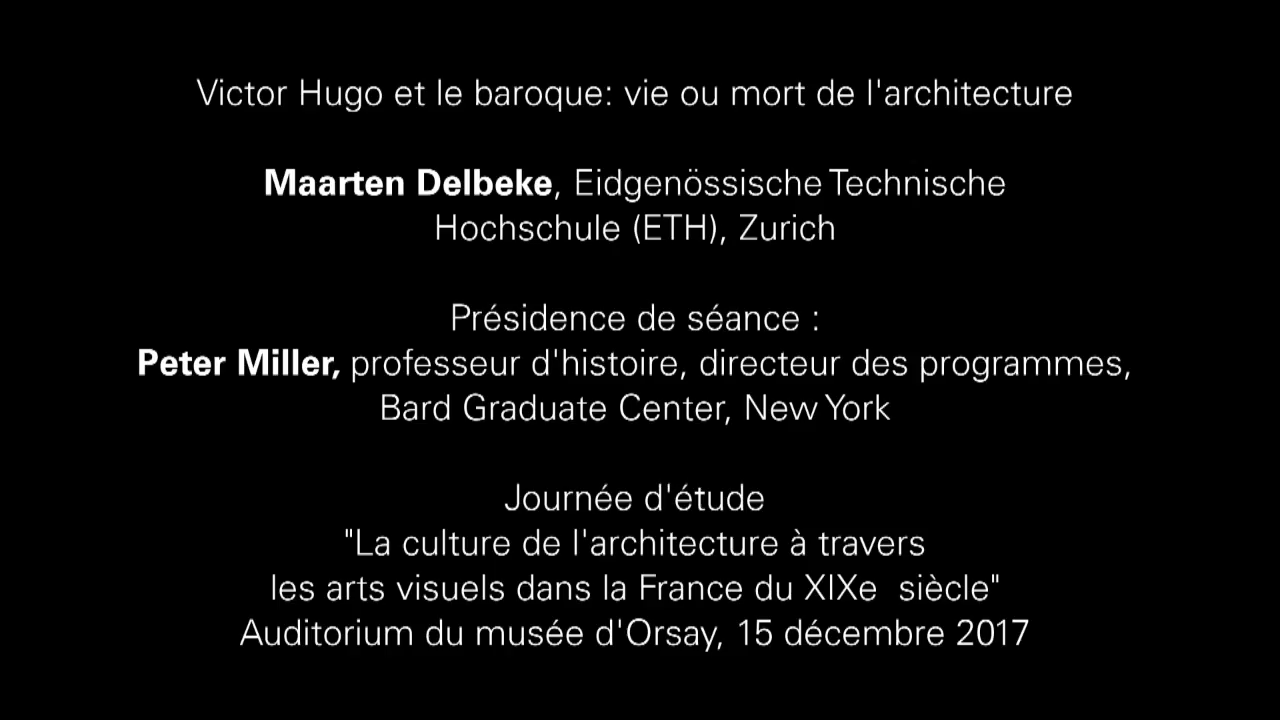 Victor Hugo et le baroque: vie ou mort de l'architecture
Maarten Delbeke, Eidgenössische Technische
Hochschule (ETH), Zurich
Présidence de séance :
Peter Miller, professeur d'histoire, directeur des programmes,
Bard Graduate Center, New York
Journée d'étude
"La culture de l'architecture à travers
les arts visuels dans la France du XIXe  siècle"
Auditorium du musée d'Orsay, 15 décembre 2017